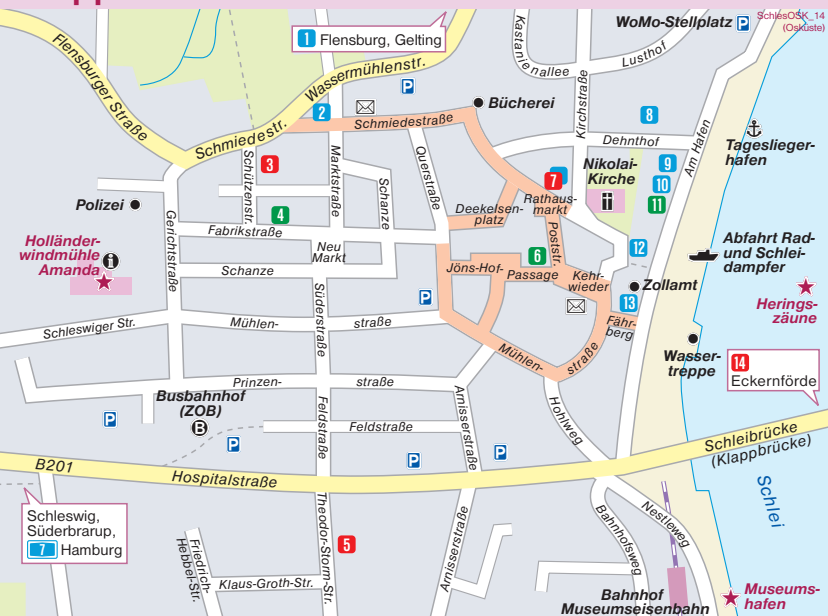 SchlesOSK_14
(Osküste)
WoMo-Stellplatz P
1 Flensburg, Gelting
Flensburger Straße
Wassermühlenstr.
Kastanienallee
Lusthof
P
Bücherei
Kirchstraße
8
2
Schmiedestraße
Schmiedestr.
Dehnthof
Am Hafen
Tageslieger-
hafen
3
Schützenstr.
Marktstraße
Querstraße
Schanze
7
Nikolai-
Kirche
9
10
11
Polizei
4
Deekelsen-
platz
Rathaus-
markt
Poststr.
Gerichtstraße
Fabrikstraße
Neu
Markt
Holländer-
windmühle
Amanda
i
Schanze
6
Jöns-Hof-
Passage
Kehr-
wieder
12
Abfahrt Rad-
und Schlei-
dampfer
Zollamt
13
Herings-
zäune
P
Süderstraße
Schleswiger Str.
Mühlen-
straße
Fähr-
berg
Mühlen-
straße
Wasser-
treppe
14
Eckernförde
Prinzen-
straße
Busbahnhof
(ZOB)
B
P
P
Feldstraße
Feldstraße
Arnisserstraße
Hohlweg
P
P
Schleibrücke
(Klappbrücke)
B201
Hospitalstraße
Schlei
Schleswig,
Süderbrarup,
7 Hamburg
Theodor-Storm-Str.
5
Arnisserstraße
Bahnhofsweg
Nestleweg
Friedrich-
Hebbel-Str.
Klaus-Groth-Str.
Bahnhof
Museumseisenbahn
Museums-
hafen